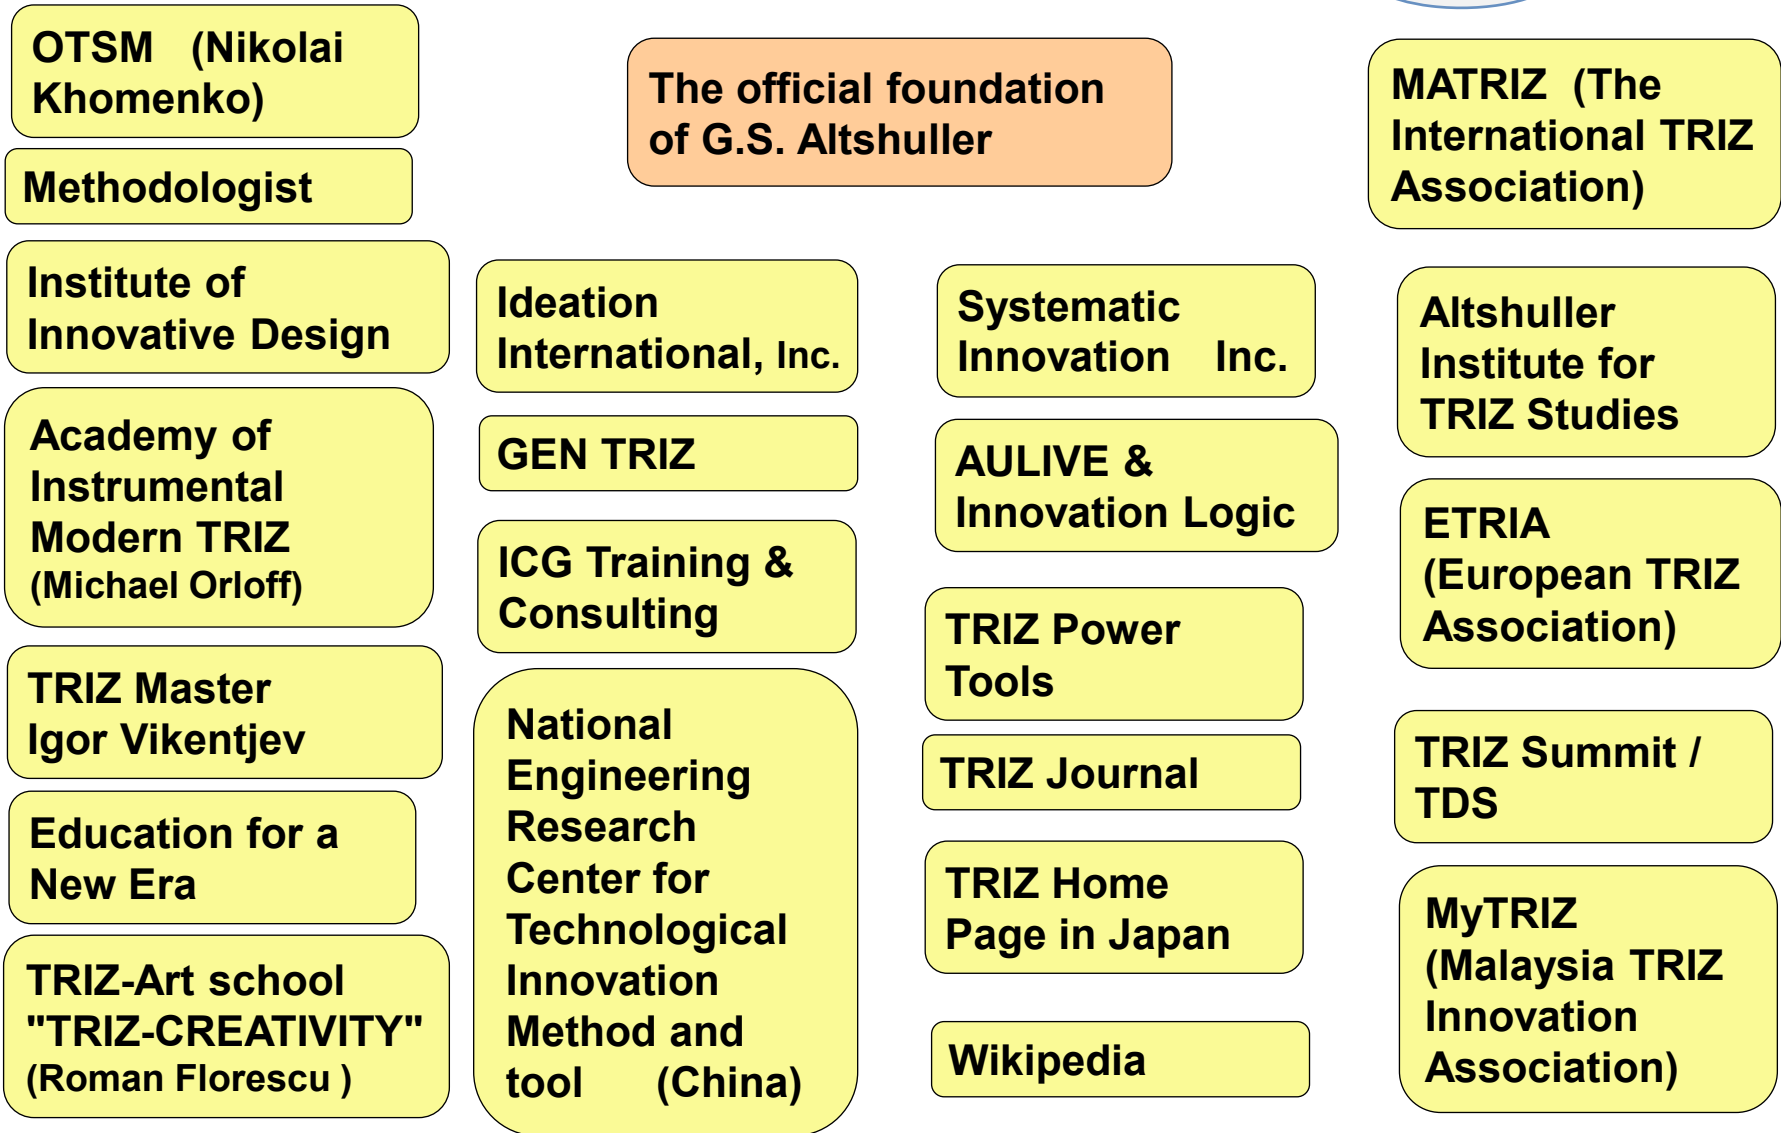 OTSM (Nikolai
Khomenko)
Methodologist
Institute of
Innovative Design
Academy of
Instrumental
Modern TRIZ
(Michael Orloff)
TRIZ Master
Igor Vikentjev
Education for a
New Era
TRIZ-Art school
"TRIZ-CREATIVITY"
(Roman Florescu )
The official foundation
of G.S. Altshuller
Ideation
International, Inc.
GEN TRIZ
ICG Training &
Consulting
National
Engineering
Research
Center for
Technological
Innovation
Method and
tool (China)
Systematic
Innovation Inc.
AULIVE &
Innovation Logic
TRIZ Power
Tools
TRIZ Journal
TRIZ Home
Page in Japan
Wikipedia
MATRIZ (The
International TRIZ
Association)
Altshuller
Institute for
TRIZ Studies
ETRIA
(European TRIZ
Association)
TRIZ Summit /
TDS
MyTRIZ
(Malaysia TRIZ
Innovation
Association)